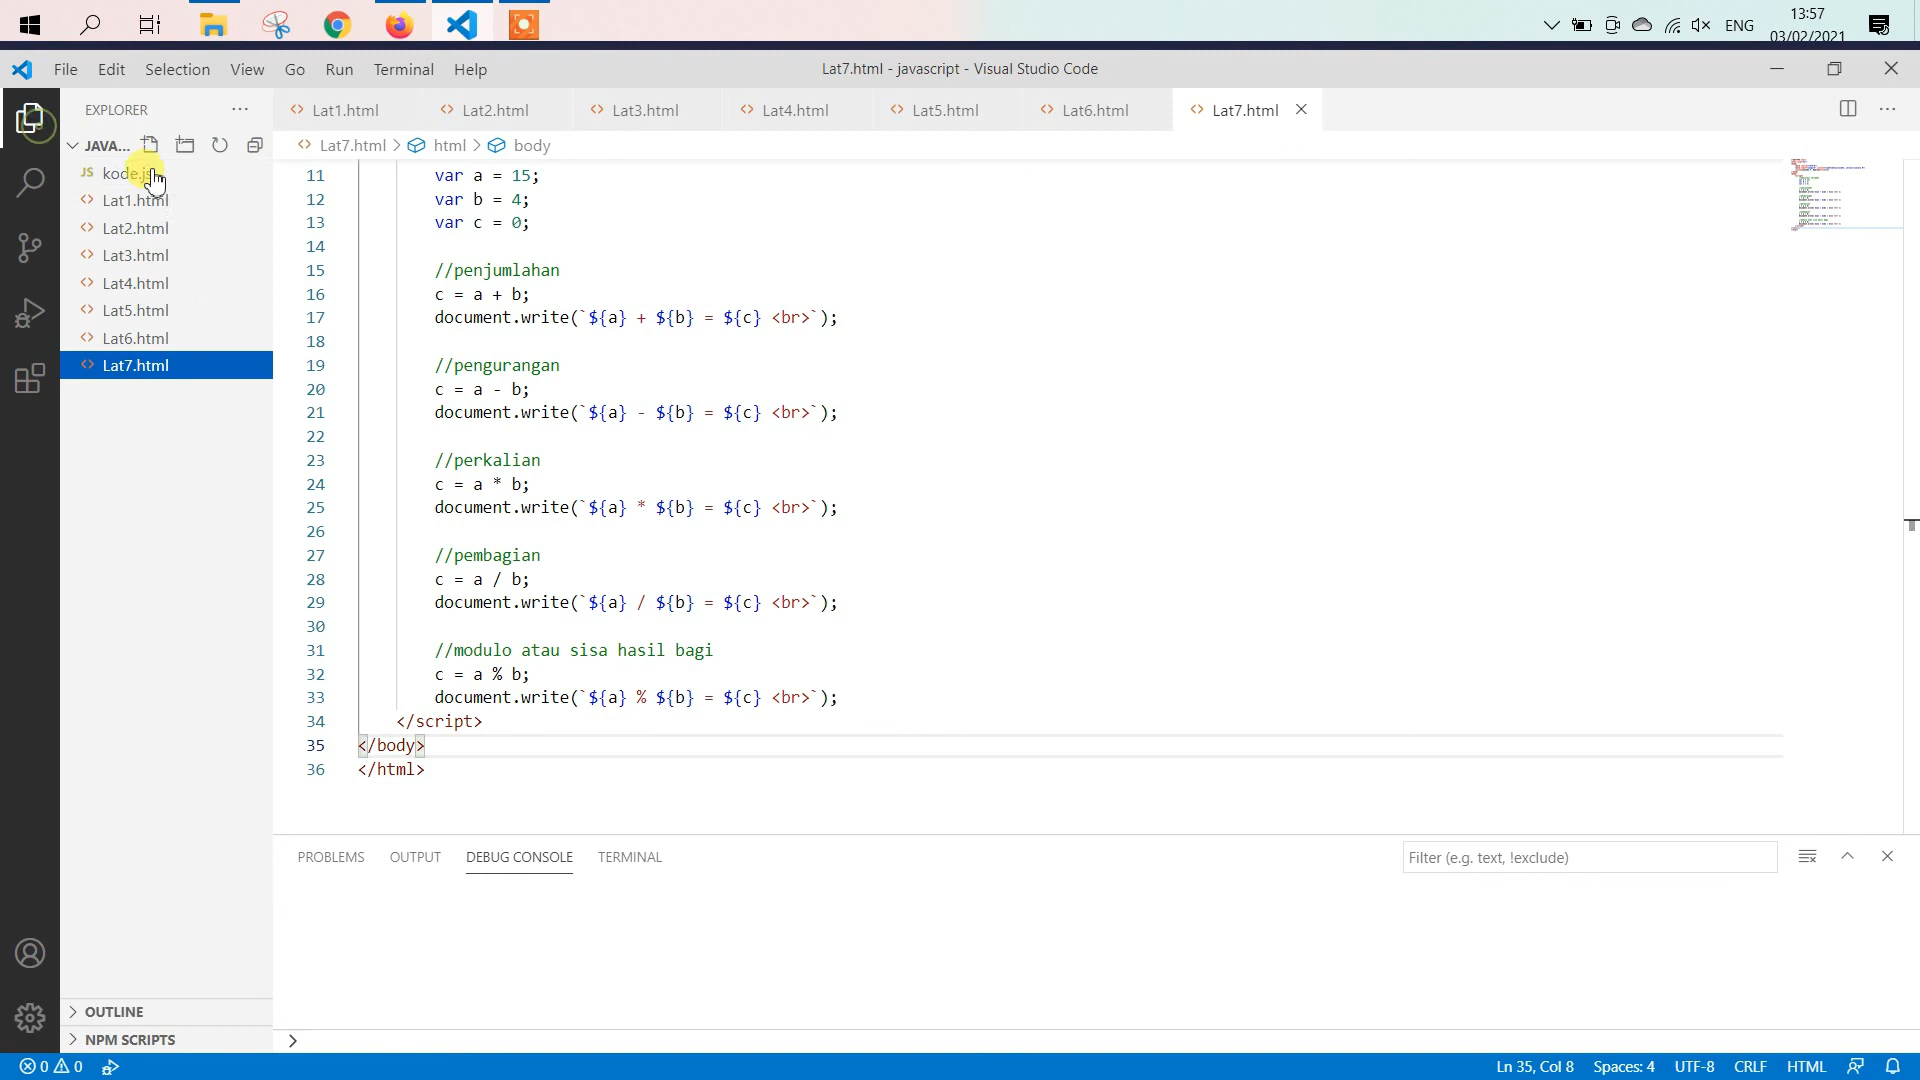 13:57
ENG
03/02/2021
File Edit Selection View Go Run Terminal Help
Lat7.html - javascript - Visual Studio Code
EXPLORER
Lat1.html Lat2.html Lat3.html Lat4.html Lat5.html Lat6.html Lat7.html
JAVA...
Lat7.html > html > body
JS kode.js
Lat1.html
Lat2.html
Lat3.html
Lat4.html
Lat5.html
Lat6.html
Lat7.html
11 var a = 15;
12 var b = 4;
13 var c = 0;
14
15 //penjumlahan
16 c = a + b;
17 document.write(`${a} + ${b} = ${c} <br>`);
18
19 //pengurangan
20 c = a - b;
21 document.write(`${a} - ${b} = ${c} <br>`);
22
23 //perkalian
24 c = a * b;
25 document.write(`${a} * ${b} = ${c} <br>`);
26
27 //pembagian
28 c = a / b;
29 document.write(`${a} / ${b} = ${c} <br>`);
30
31 //modulo atau sisa hasil bagi
32 c = a % b;
33 document.write(`${a} % ${b} = ${c} <br>`);
34 </script>
35 </body>
36 </html>
PROBLEMS OUTPUT DEBUG CONSOLE TERMINAL
Filter (e.g. text, !exclude)
OUTLINE
NPM SCRIPTS
0 0
Ln 35, Col 8 Spaces: 4 UTF-8 CRLF HTML